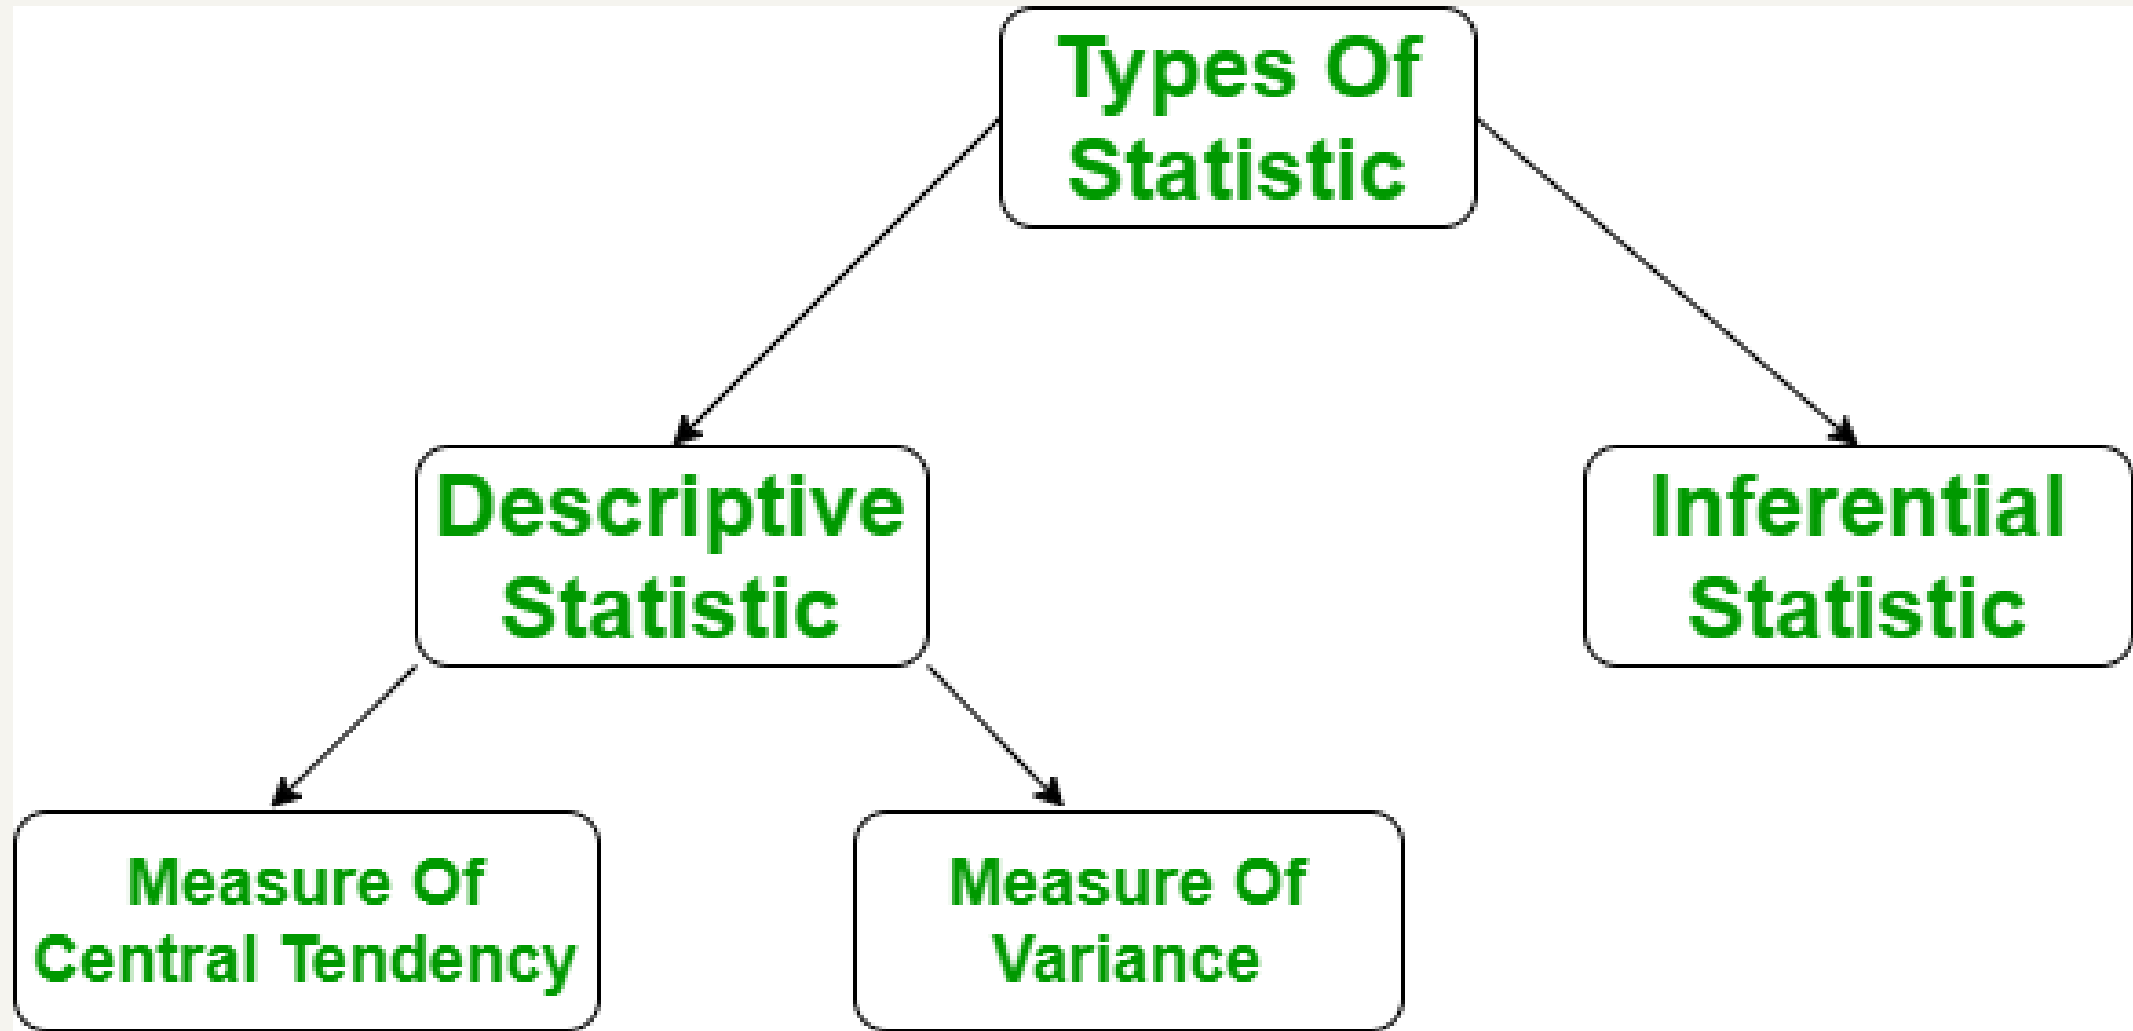 Types Of
Statistic
Descriptive
Statistic
Inferential
Statistic
Measure Of
Central Tendency
Measure Of
Variance